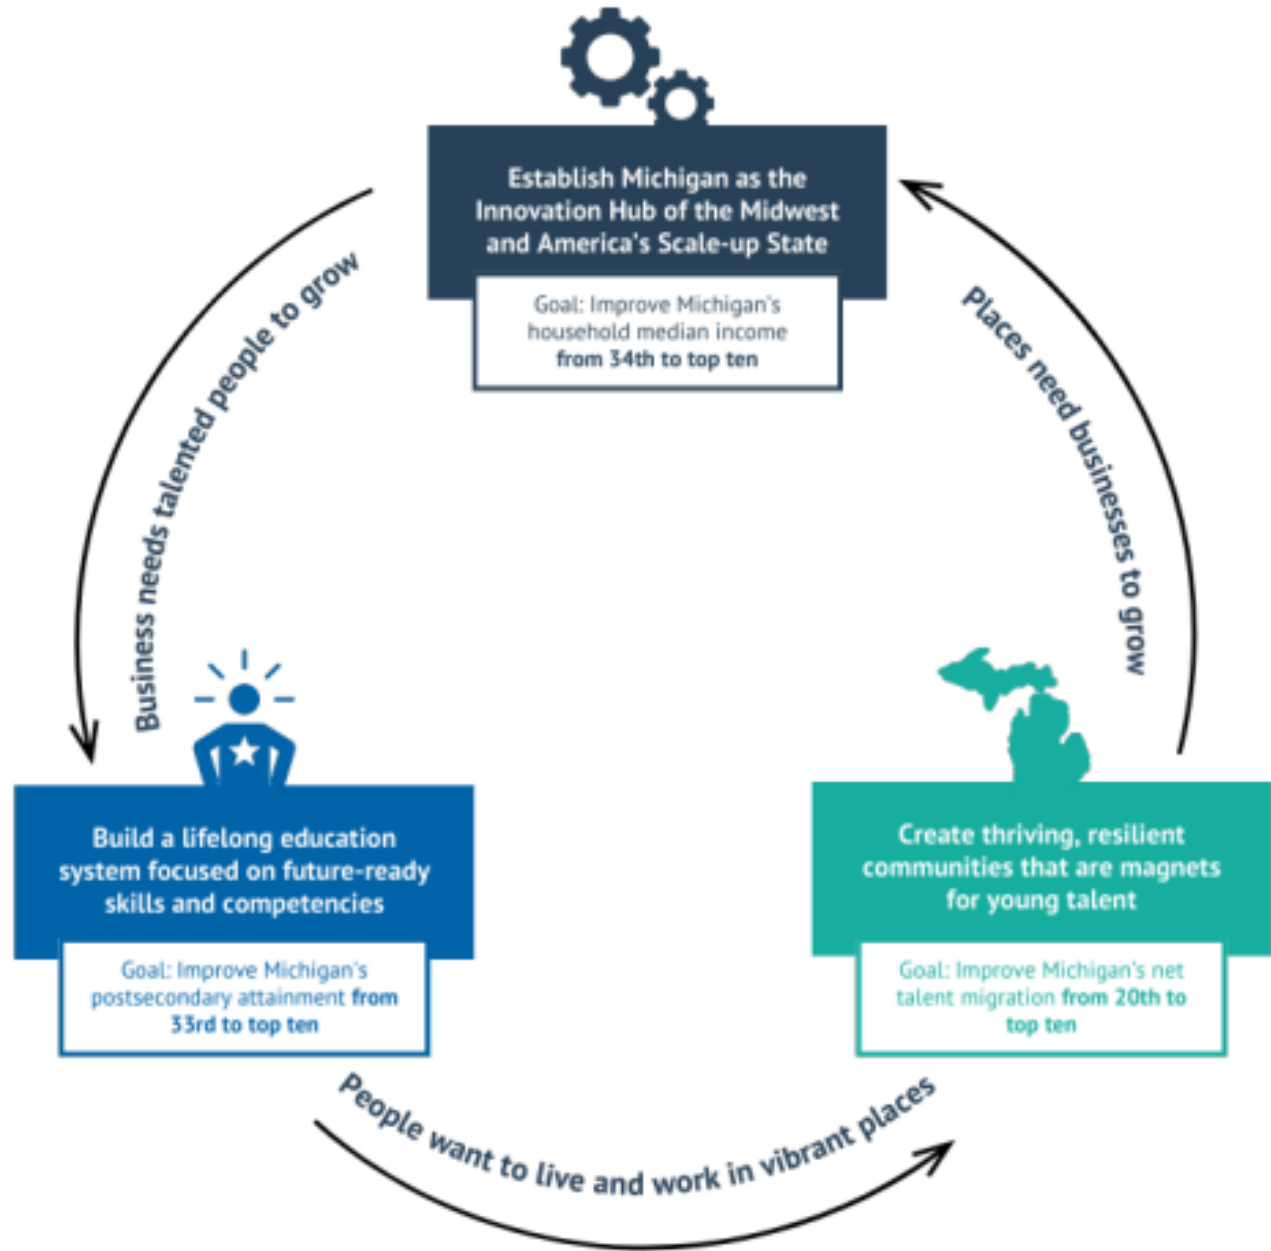 Establish Michigan as the
Innovation Hub of the Midwest
and America's Scale-up State
Goal: Improve Michigan's
household median income
from 34th to top ten
Business needs talented people to grow
Places need businesses to grow
Build a lifelong education
system focused on future-ready
skills and competencies
Goal: Improve Michigan's
postsecondary attainment from
33rd to top ten
Create thriving, resilient
communities that are magnets
for young talent
Goal: Improve Michigan's net
talent migration from 20th to
top ten
People want to live and work in vibrant places